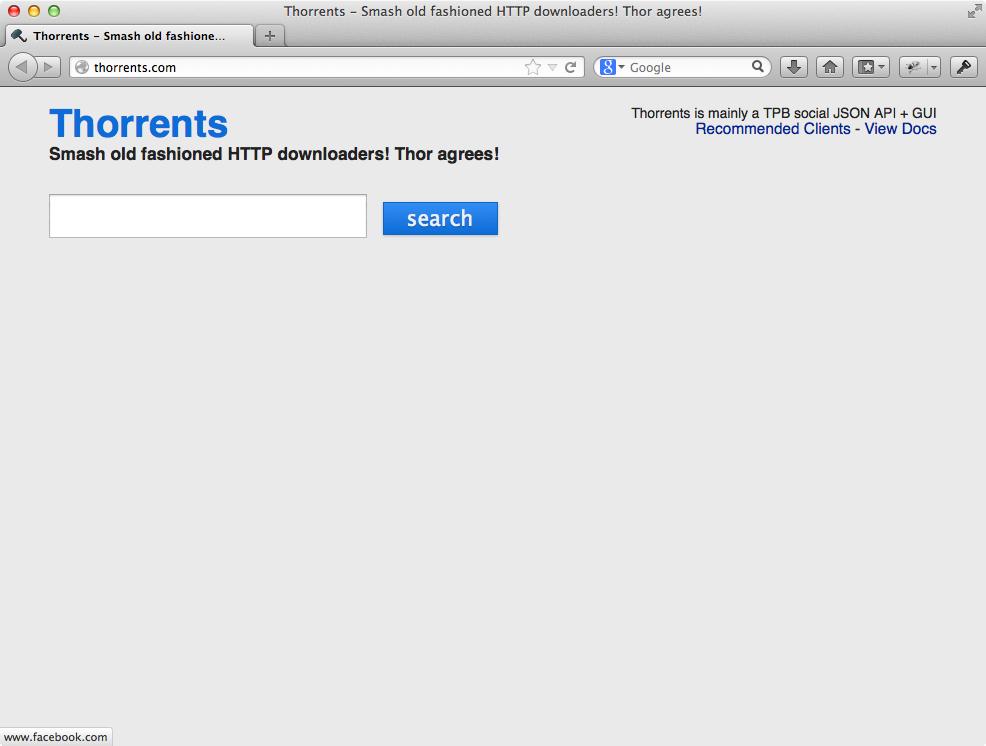 Thorrents – Smash old fashioned HTTP downloaders! Thor agrees!
Thorrents – Smash old fashione...
thorrents.com
Google
Thorrents
Smash old fashioned HTTP downloaders! Thor agrees!
Thorrents is mainly a TPB social JSON API + GUI
Recommended Clients - View Docs
search
www.facebook.com